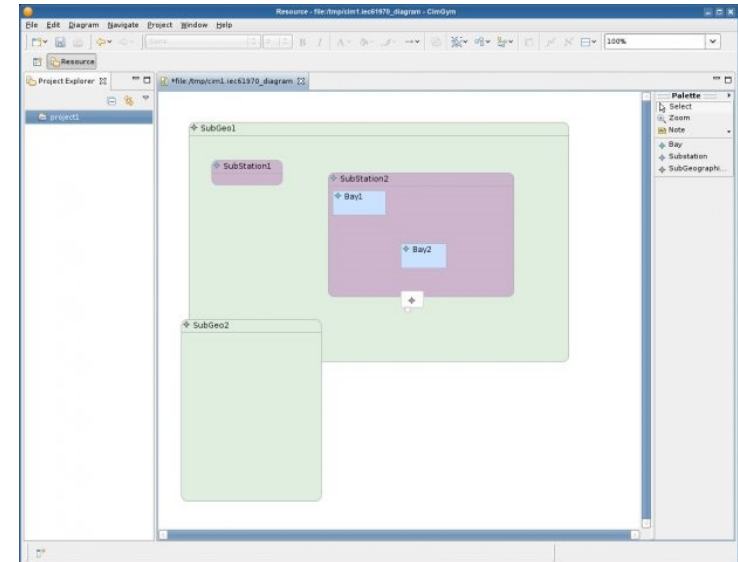 Resource - file:/tmp/cim1.iec61970_diagram - CimGym
File Edit Diagram Navigate Project Window Help
100%
Resource
Project Explorer
*file:/tmp/cim1.iec61970_diagram
Palette
Select
Zoom
Note
Bay
Substation
SubGeographi...
project1
SubGeo1
SubStation1
SubStation2
Bay1
Bay2
SubGeo2